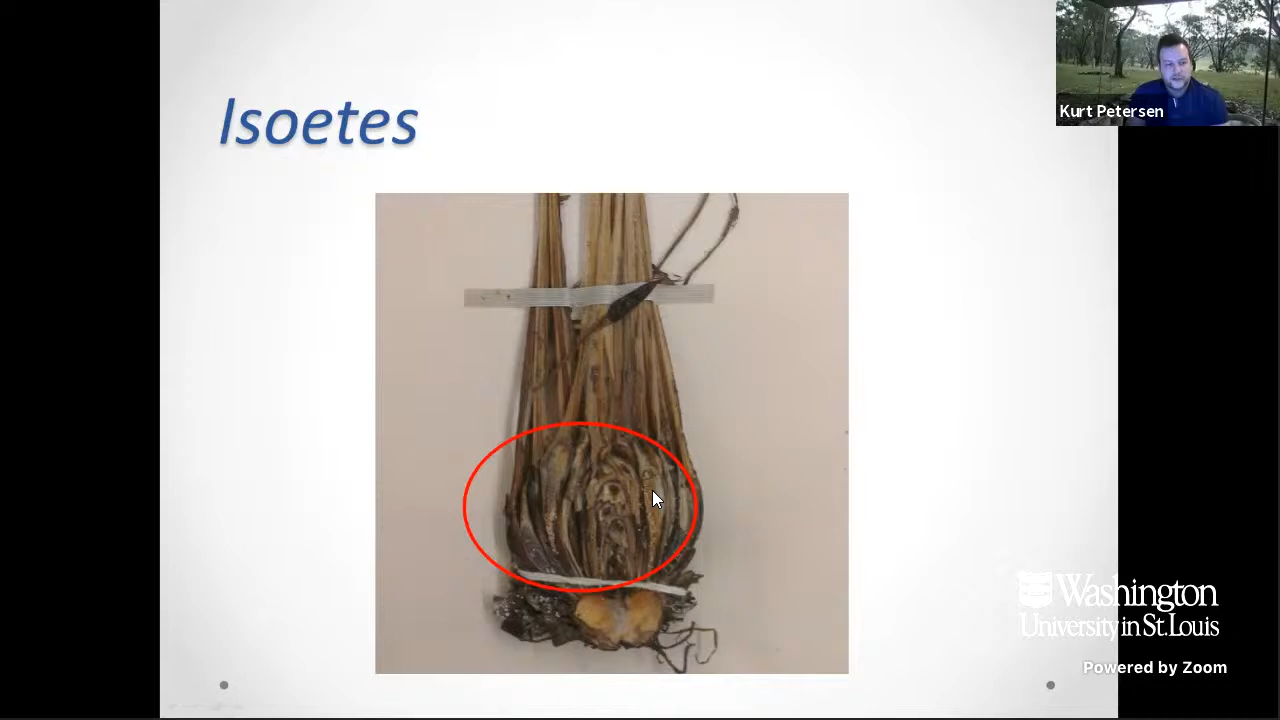 Isoetes
Kurt Petersen
Washington
University in St. Louis
Powered by Zoom